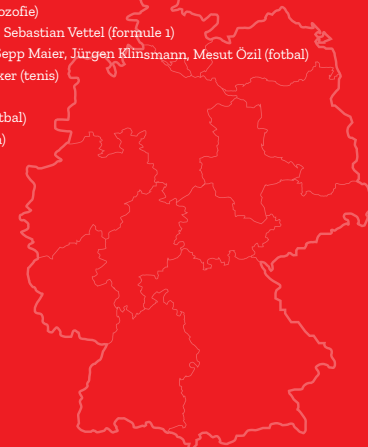 ozofie)
Sebastian Vettel (formule 1)
Sepp Maier, Jürgen Klinsmann, Mesut Özil (fotbal)
ker (tenis)
tbal)
)